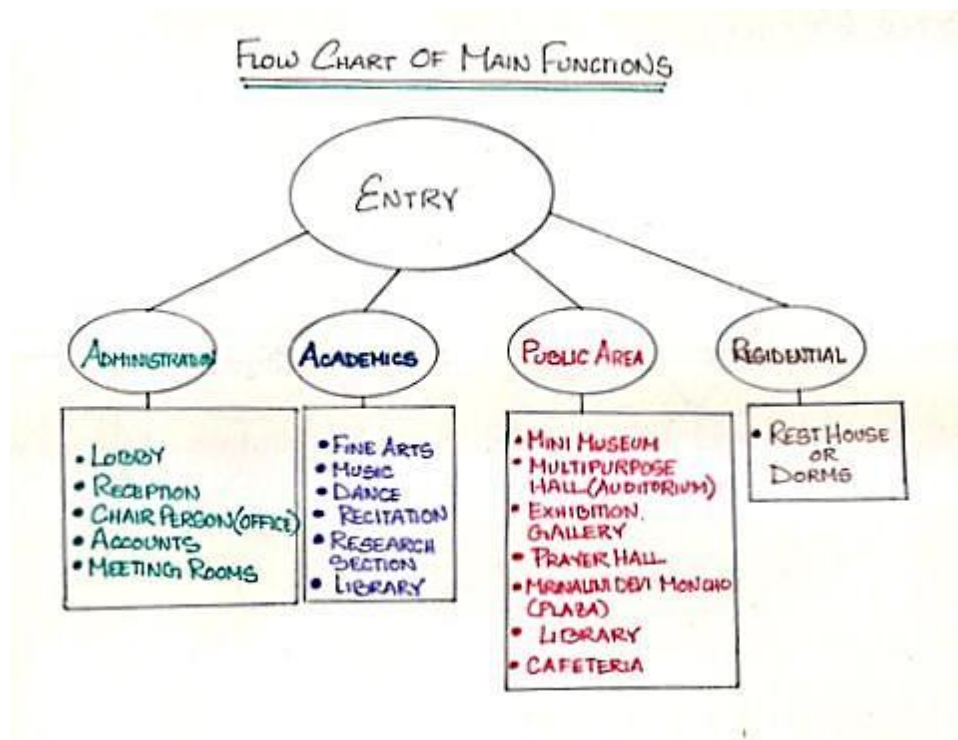 FLOW CHART OF MAIN FUNCTIONS
ENTRY
ADMINISTRATION
ACADEMICS
PUBLIC AREA
RESIDENTIAL
• LOBBY
• RECEPTION
• CHAIR PERSON (OFFICE)
• ACCOUNTS
• MEETING ROOMS
• FINE ARTS
• MUSIC
• DANCE
• RECITATION
• RESEARCH
SECTION
• LIBRARY
• MINI MUSEUM
• MULTIPURPOSE
HALL (AUDITORIUM)
• EXHIBITION
GALLERY
• PRAYER HALL
• MRINALINI DEVI MONCHO
(PLAZA)
• LIBRARY
• CAFETERIA
• REST HOUSE
OR
DORMS